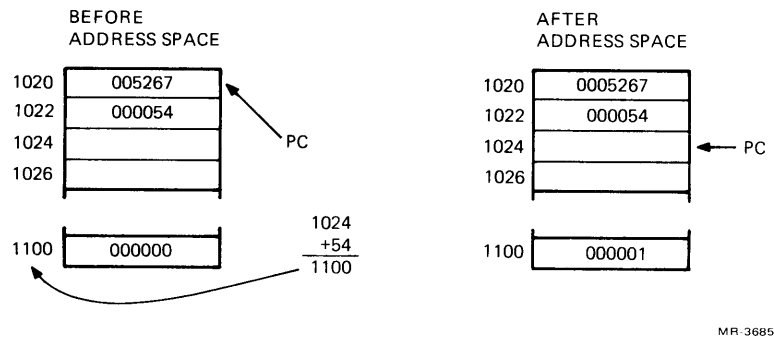 BEFORE
ADDRESS SPACE
1020 005267
1022 000054
1024
1026
PC
1100 000000
1024
+54
1100
AFTER
ADDRESS SPACE
1020 0005267
1022 000054
1024
1026
PC
1100 000001
MR-3685